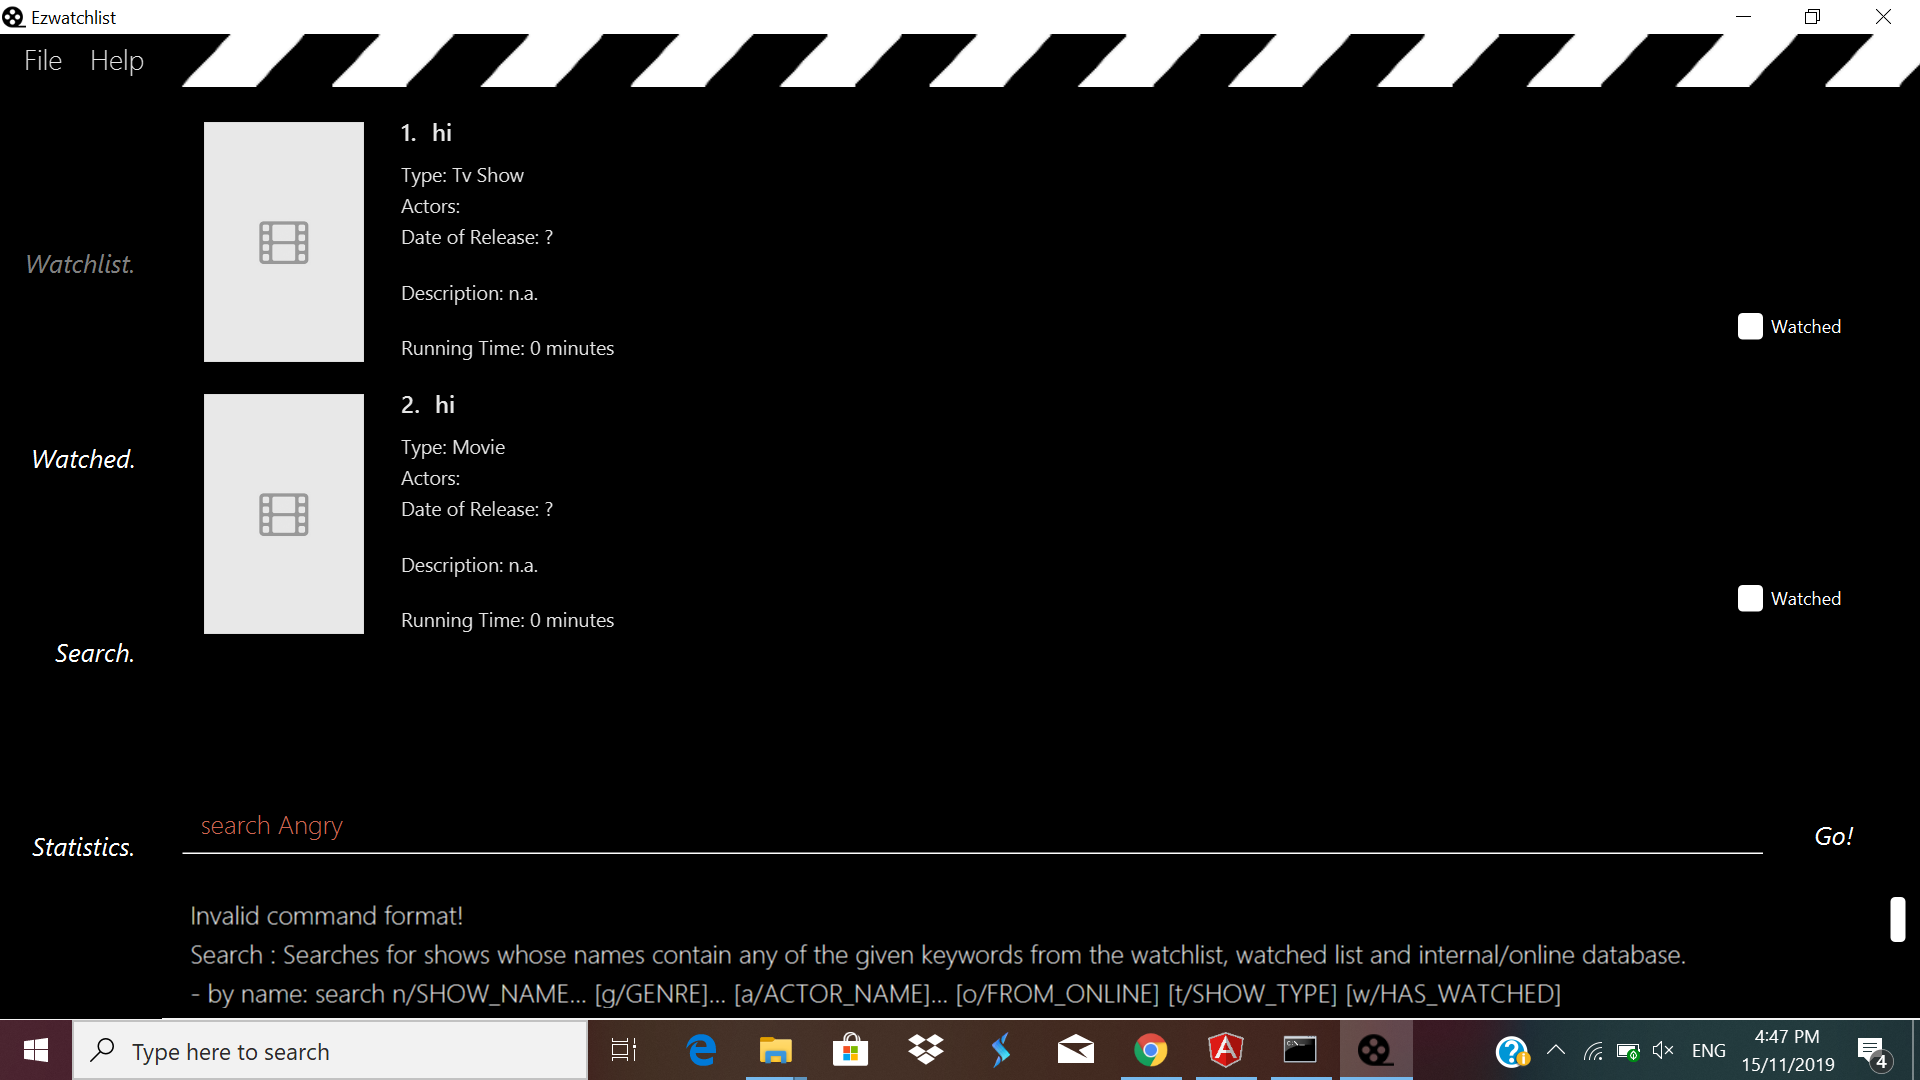 Ezwatchlist
File Help
Watchlist.
Watched.
Search.
Statistics.
1. hi
Type: Tv Show
Actors:
Date of Release: ?
Description: n.a.
Running Time: 0 minutes
Watched
2. hi
Type: Movie
Actors:
Date of Release: ?
Description: n.a.
Running Time: 0 minutes
Watched
search Angry
Go!
Invalid command format!
Search : Searches for shows whose names contain any of the given keywords from the watchlist, watched list and internal/online database.
- by name: search n/SHOW_NAME... [g/GENRE]... [a/ACTOR_NAME]... [o/FROM_ONLINE] [t/SHOW_TYPE] [w/HAS_WATCHED]
Type here to search
ENG
4:47 PM
15/11/2019
4